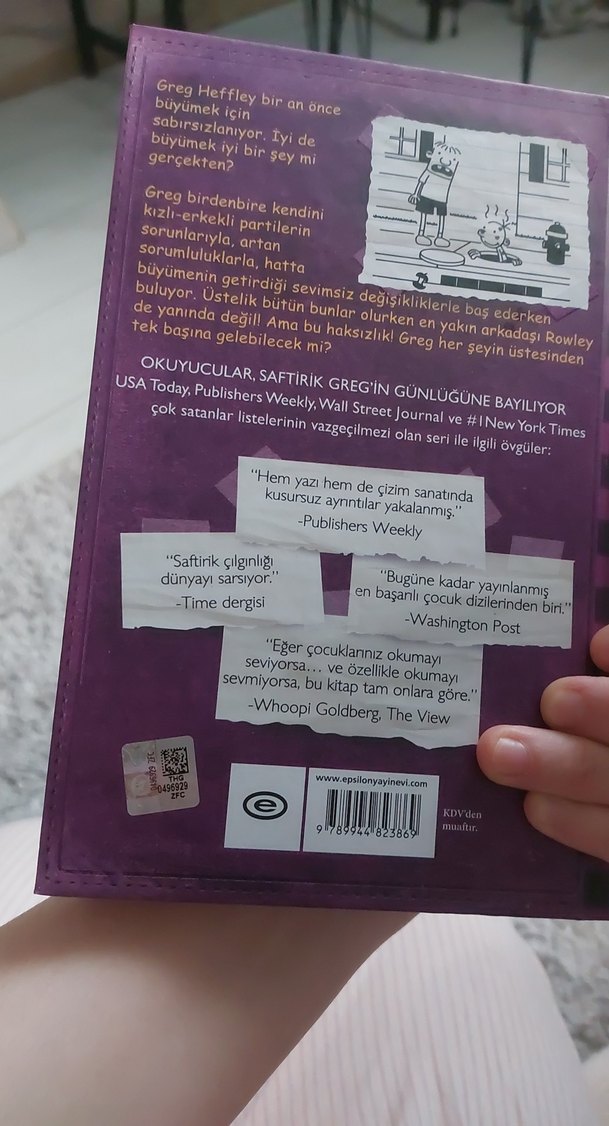 Greg Heffley bir an önce
büyümek için
sabırsızlanıyor. İyi de
büyümek iyi bir şey mi
gerçekten?
Greg birdenbire kendini
kızlı-erkekli partilerin
sorunlarıyla, artan
sorumluluklarla, hatta
büyümenin getirdiği sevimsiz değişikliklerle baş ederken
buluyor. Üstelik bütün bunlar olurken en yakın arkadaşı Rowley
de yanında değil! Ama bu haksızlık! Greg her şeyin üstesinden
tek başına gelebilecek mi?
OKUYUCULAR, SAFTİRİK GREG'İN GÜNLÜĞÜNE BAYILIYOR
USA Today, Publishers Weekly, Wall Street Journal ve #1 New York Times
çok satanlar listelerinin vazgeçilmezi olan seri ile ilgili övgüler:
"Hem yazı hem de çizim sanatında
kusursuz ayrıntılar yakalanmış."
-Publishers Weekly
"Saftirik çılgınlığı
dünyayı sarsıyor."
-Time dergisi
"Bugüne kadar yayınlanmış
en başarılı çocuk dizilerinden biri."
-Washington Post
"Eğer çocuklarınız okumayı
seviyorsa... ve özellikle okumayı
sevmiyorsa, bu kitap tam onlara göre."
-Whoopi Goldberg, The View
0496929 ZFC
THG
0496929
ZFC
e
www.epsilonyayinevi.com
9 789944 823869
KDV'den
muaftır.